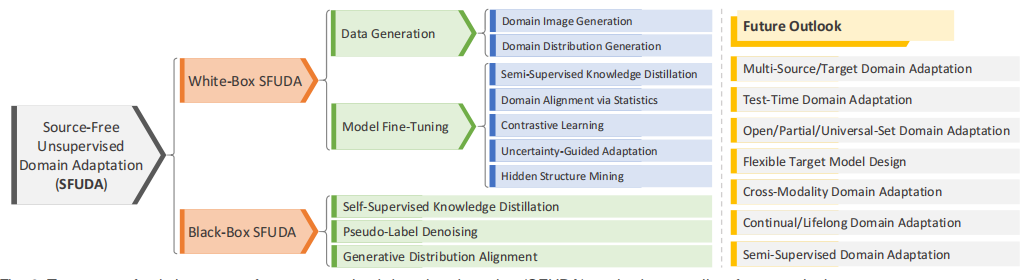 Source-Free
Unsupervised
Domain Adaptation
(SFUDA)
White-Box SFUDA
Data Generation
Domain Image Generation
Domain Distribution Generation
Model Fine-Tuning
Semi-Supervised Knowledge Distillation
Domain Alignment via Statistics
Contrastive Learning
Uncertainty-Guided Adaptation
Hidden Structure Mining
Black-Box SFUDA
Self-Supervised Knowledge Distillation
Pseudo-Label Denoising
Generative Distribution Alignment
Future Outlook
Multi-Source/Target Domain Adaptation
Test-Time Domain Adaptation
Open/Partial/Universal-Set Domain Adaptation
Flexible Target Model Design
Cross-Modality Domain Adaptation
Continual/Lifelong Domain Adaptation
Semi-Supervised Domain Adaptation